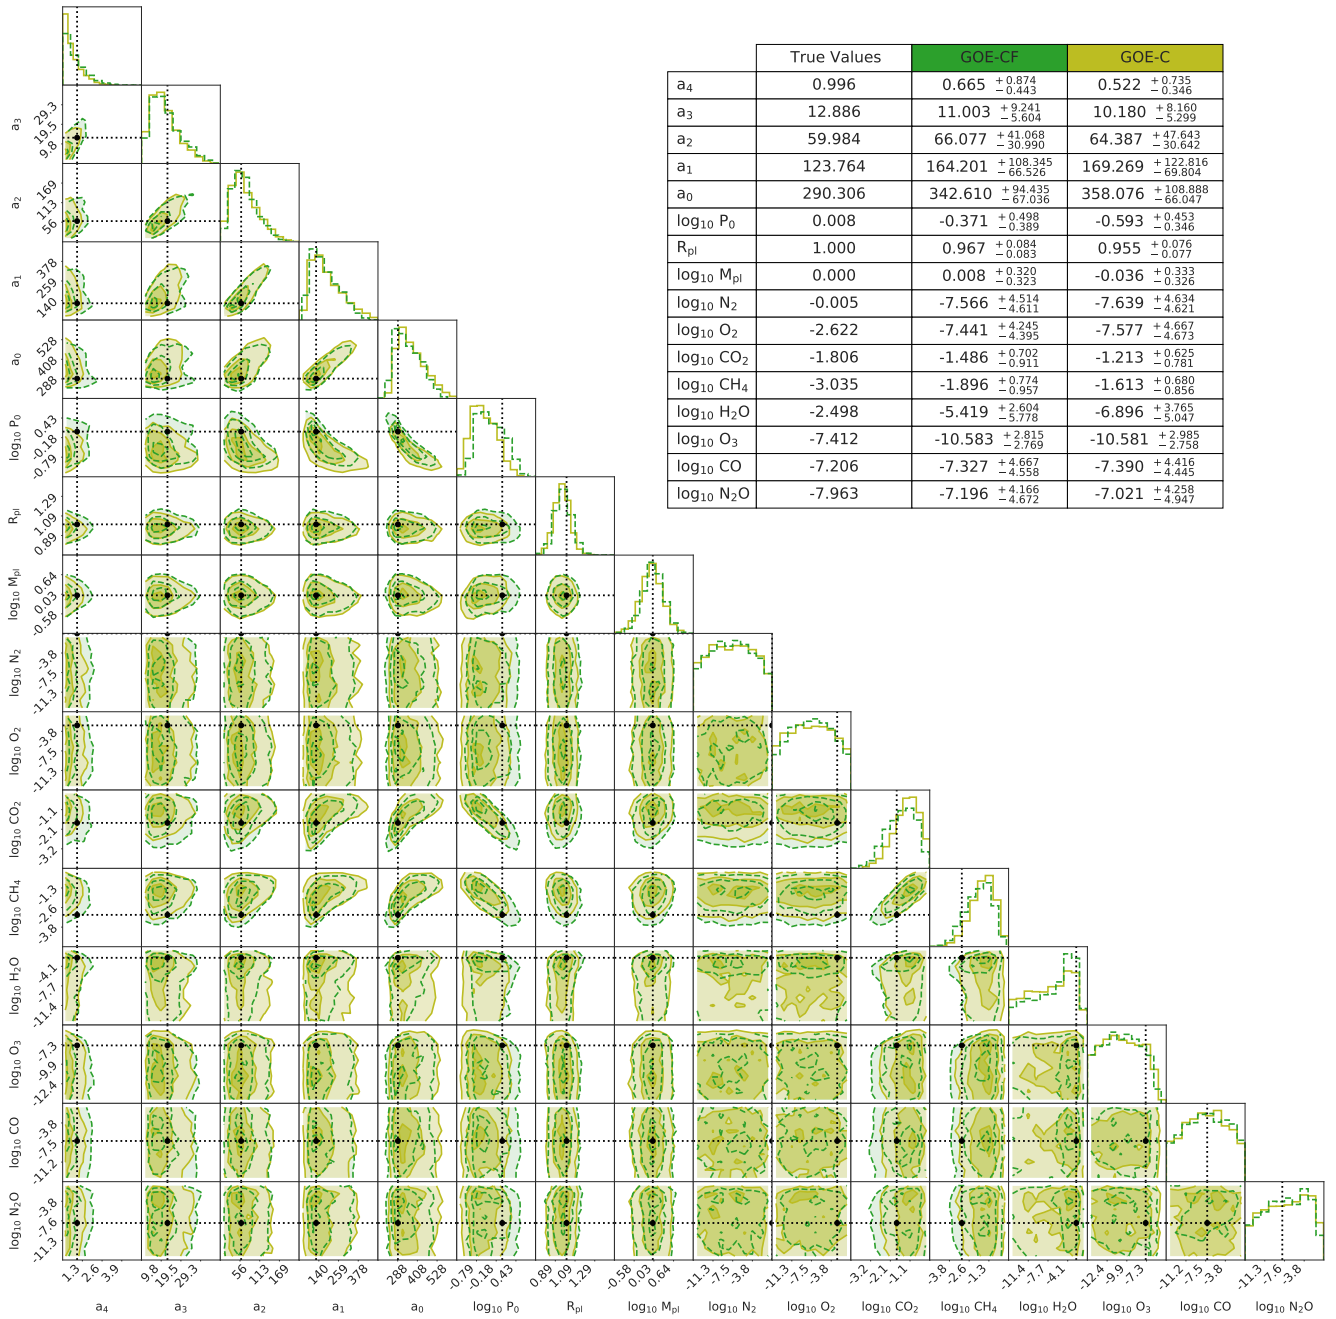 True Values GOE-CF GOE-C
a4 0.996 0.665 +0.874 −0.443 0.522 +0.735 −0.346
a3 12.886 11.003 +9.241 −5.604 10.180 +8.160 −5.299
a2 59.984 66.077 +41.068 −30.990 64.387 +47.643 −30.642
a1 123.764 164.201 +108.345 −66.526 169.269 +122.816 −69.804
a0 290.306 342.610 +94.435 −67.036 358.076 +108.888 −66.047
log10 P0 0.008 -0.371 +0.498 −0.389 -0.593 +0.453 −0.346
Rpl 1.000 0.967 +0.084 −0.083 0.955 +0.076 −0.077
log10 Mpl 0.000 0.008 +0.320 −0.323 -0.036 +0.333 −0.326
log10 N2 -0.005 -7.566 +4.514 −4.611 -7.639 +4.634 −4.621
log10 O2 -2.622 -7.441 +4.245 −4.395 -7.577 +4.667 −4.673
log10 CO2 -1.806 -1.486 +0.702 −0.911 -1.213 +0.625 −0.781
log10 CH4 -3.035 -1.896 +0.774 −0.957 -1.613 +0.680 −0.856
log10 H2O -2.498 -5.419 +2.604 −5.778 -6.896 +3.765 −5.047
log10 O3 -7.412 -10.583 +2.815 −2.769 -10.581 +2.985 −2.758
log10 CO -7.206 -7.327 +4.667 −4.558 -7.390 +4.416 −4.445
log10 N2O -7.963 -7.196 +4.166 −4.672 -7.021 +4.258 −4.947
a3 29.3 19.5 9.8
a2 169 113 56
a1 378 259 140
a0 528 408 288
log10 P0 0.43 -0.18 -0.79
Rpl 1.29 1.09 0.89
log10 Mpl 0.64 0.03 -0.58
log10 N2 -3.8 -7.5 -11.3
log10 O2 -3.8 -7.5 -11.3
log10 CO2 -1.1 -2.1 -3.2
log10 CH4 -1.3 -2.6 -3.8
log10 H2O -4.1 -7.7 -11.4
log10 O3 -7.3 -9.9 -12.4
log10 CO -3.8 -7.5 -11.2
log10 N2O -3.8 -7.6 -11.3
1.3 2.6 3.9 9.8 19.5 29.3 56 113 169 140 259 378 288 408 528 -0.79 -0.18 0.43 0.89 1.09 1.29 -0.58 0.03 0.64 -11.3 -7.5 -3.8 -11.3 -7.5 -3.8 -3.2 -2.1 -1.1 -3.8 -2.6 -1.3 -11.4 -7.7 -4.1 -12.4 -9.9 -7.3 -11.2 -7.5 -3.8 -11.3 -7.6 -3.8
a4 a3 a2 a1 a0 log10 P0 Rpl log10 Mpl log10 N2 log10 O2 log10 CO2 log10 CH4 log10 H2O log10 O3 log10 CO log10 N2O